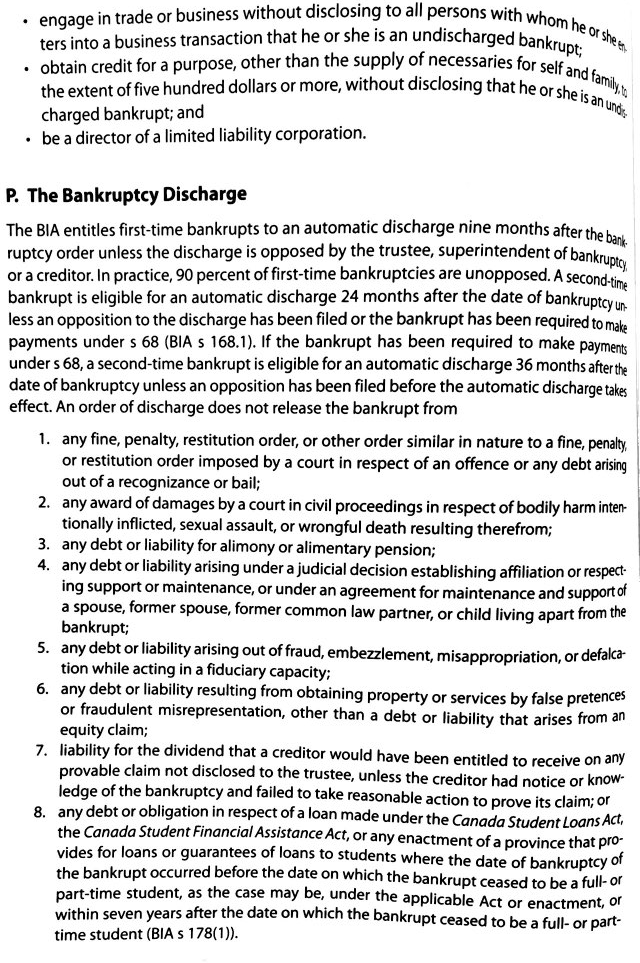 • engage in trade or business without disclosing to all persons with whom he or she en-
ters into a business transaction that he or she is an undischarged bankrupt;
• obtain credit for a purpose, other than the supply of necessaries for self and family, to
the extent of five hundred dollars or more, without disclosing that he or she is an undis-
charged bankrupt; and
• be a director of a limited liability corporation.
P. The Bankruptcy Discharge
The BIA entitles first-time bankrupts to an automatic discharge nine months after the bank-
ruptcy order unless the discharge is opposed by the trustee, superintendent of bankruptcy,
or a creditor. In practice, 90 percent of first-time bankruptcies are unopposed. A second-time
bankrupt is eligible for an automatic discharge 24 months after the date of bankruptcy un-
less an opposition to the discharge has been filed or the bankrupt has been required to make
payments under s 68 (BIA s 168.1). If the bankrupt has been required to make payments
under s 68, a second-time bankrupt is eligible for an automatic discharge 36 months after the
date of bankruptcy unless an opposition has been filed before the automatic discharge takes
effect. An order of discharge does not release the bankrupt from
1. any fine, penalty, restitution order, or other order similar in nature to a fine, penalty,
or restitution order imposed by a court in respect of an offence or any debt arising
out of a recognizance or bail;
2. any award of damages by a court in civil proceedings in respect of bodily harm inten-
tionally inflicted, sexual assault, or wrongful death resulting therefrom;
3. any debt or liability for alimony or alimentary pension;
4. any debt or liability arising under a judicial decision establishing affiliation or respect-
ing support or maintenance, or under an agreement for maintenance and support of
a spouse, former spouse, former common law partner, or child living apart from the
bankrupt;
5. any debt or liability arising out of fraud, embezzlement, misappropriation, or defalca-
tion while acting in a fiduciary capacity;
6. any debt or liability resulting from obtaining property or services by false pretences
or fraudulent misrepresentation, other than a debt or liability that arises from an
equity claim;
7. liability for the dividend that a creditor would have been entitled to receive on any
provable claim not disclosed to the trustee, unless the creditor had notice or know-
ledge of the bankruptcy and failed to take reasonable action to prove its claim; or
8. any debt or obligation in respect of a loan made under the Canada Student Loans Act,
the Canada Student Financial Assistance Act, or any enactment of a province that pro-
vides for loans or guarantees of loans to students where the date of bankruptcy of
the bankrupt occurred before the date on which the bankrupt ceased to be a full- or
part-time student, as the case may be, under the applicable Act or enactment, or
within seven years after the date on which the bankrupt ceased to be a full- or part-
time student (BIA s 178(1)).